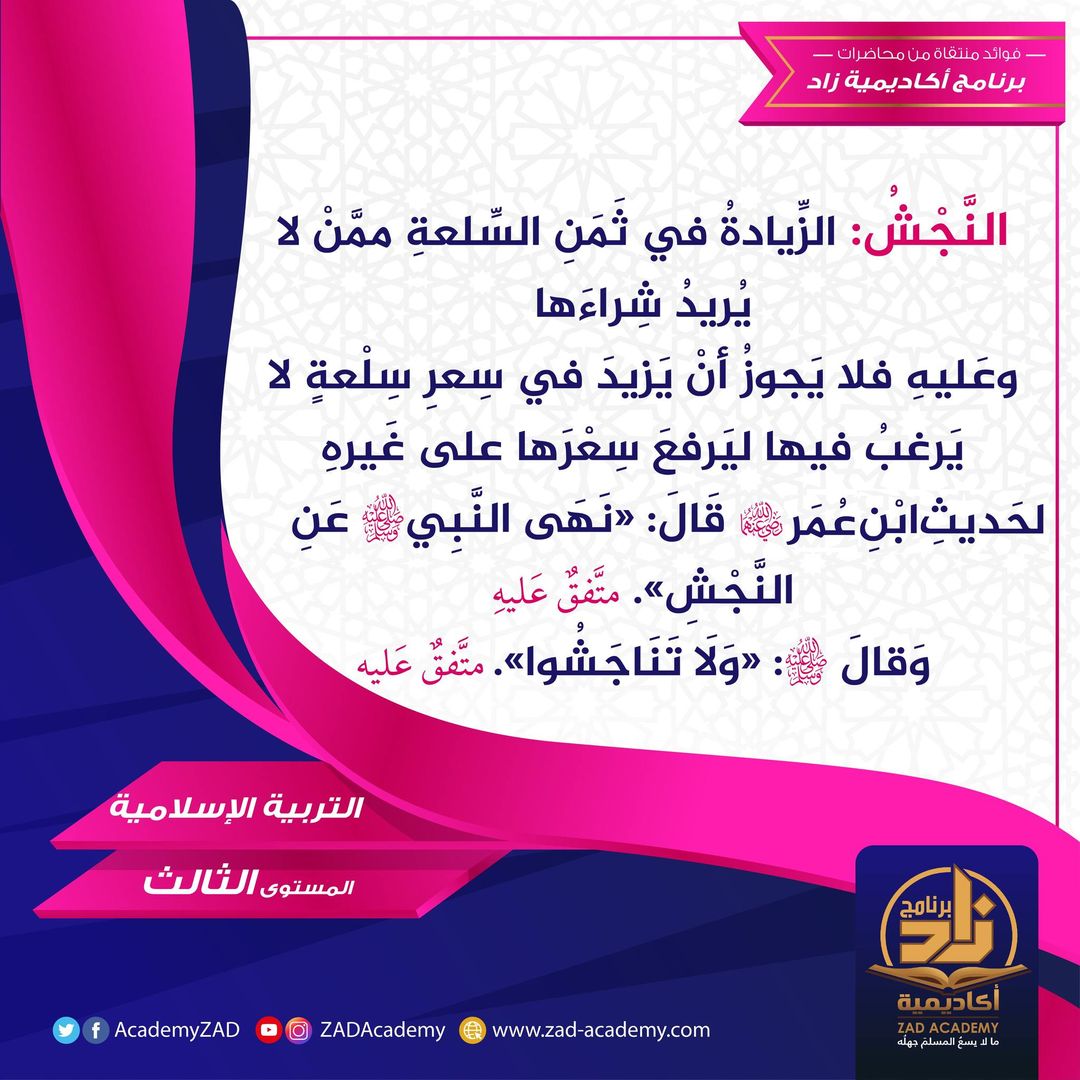 فوائد منتقاة من محاضرات
برنامج أكاديمية زاد
النَّجْشُ: الزِّيادةُ في ثَمَنِ السِّلعةِ ممَّنْ لا
يُريدُ شِراءَها
وعَليهِ فلا يَجوزُ أنْ يَزيدَ في سِعرِ سِلْعةٍ لا
يَرغبُ فيها ليَرفعَ سِعْرَها على غَيرهِ
لحَديثِ ابْنِ عُمَر رضي الله عنهما قَالَ: «نَهَى النَّبِي ﷺ عَنِ
النَّجْشِ». متَّفقٌ عَليهِ
وَقالَ ﷺ: «وَلَا تَنَاجَشُوا». متَّفقٌ عَليه
التربية الإسلامية
المستوى الثالث
برنامج
زاد
أكاديمية
ZAD ACADEMY
ما لا يسعُ المسلمَ جهلُه
AcademyZAD ZADAcademy www.zad-academy.com